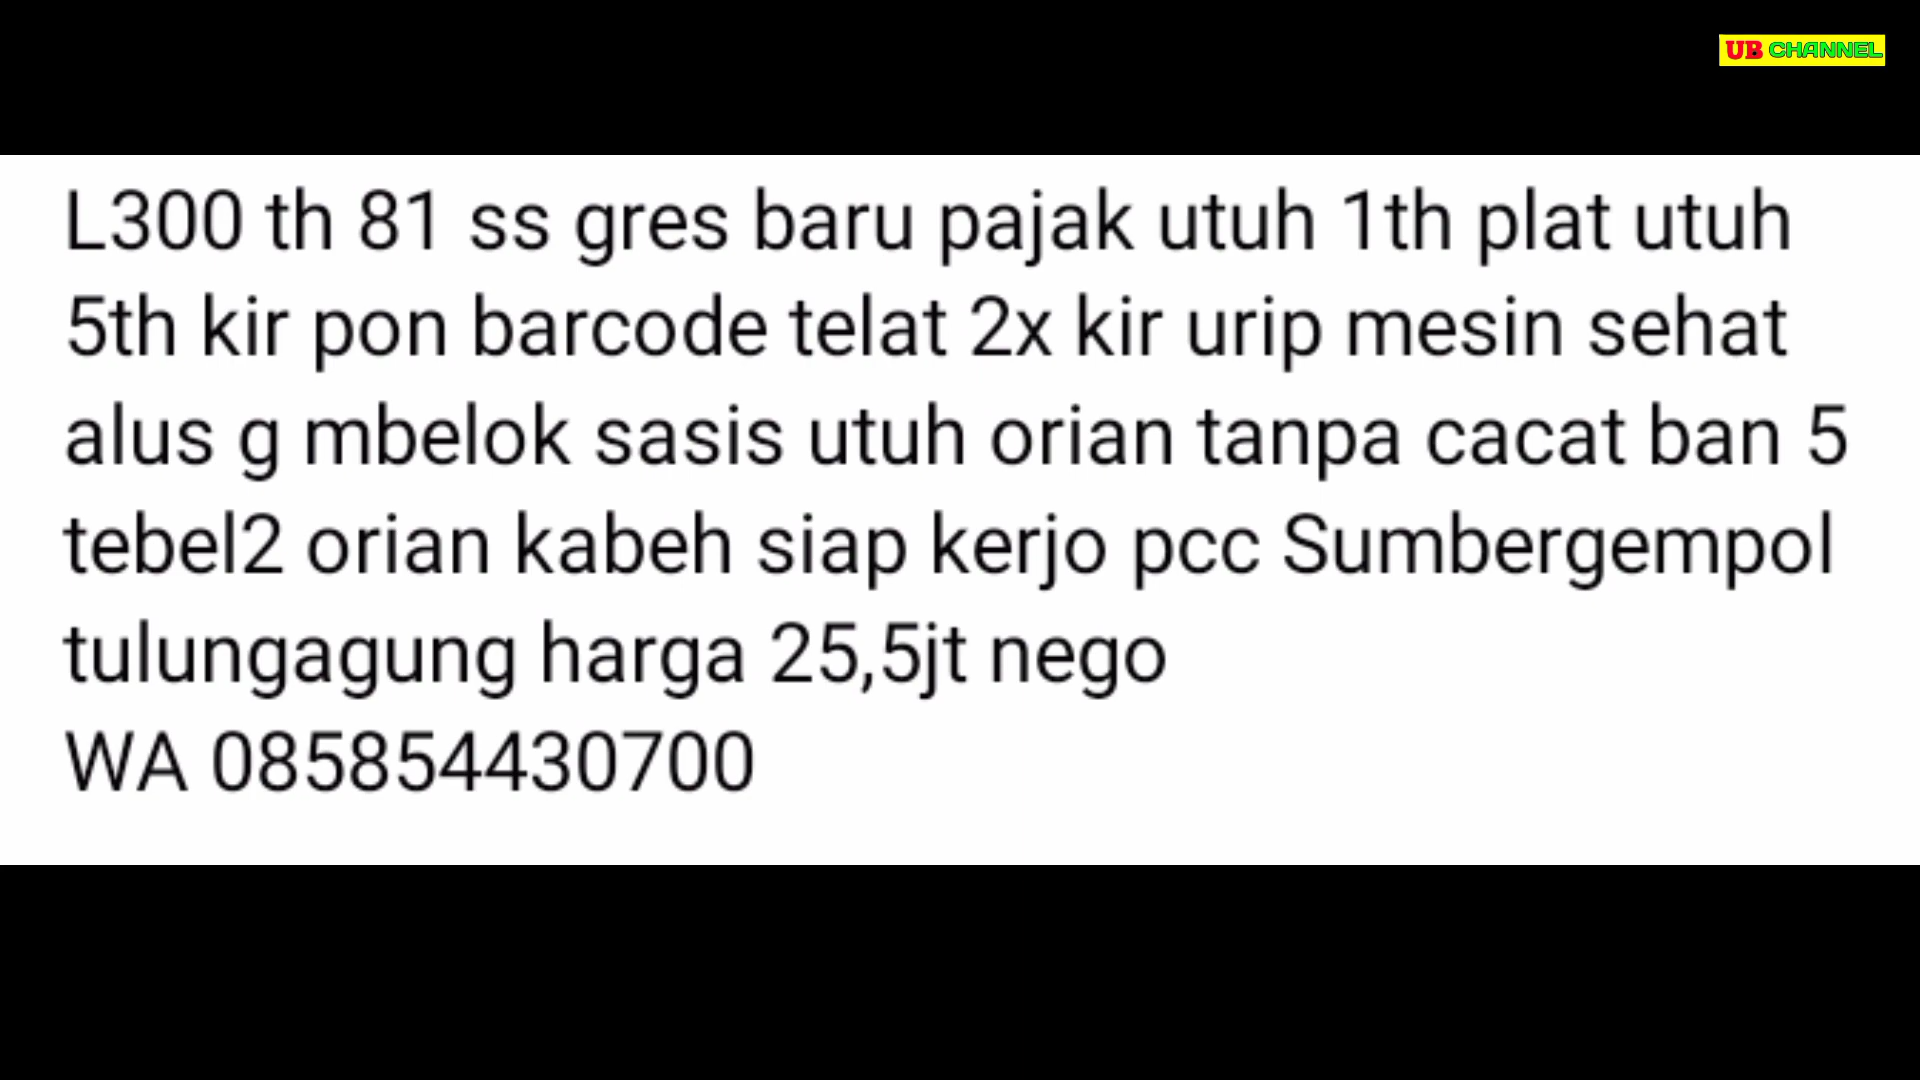 UB CHANNEL
L300 th 81 ss gres baru pajak utuh 1th plat utuh
5th kir pon barcode telat 2x kir urip mesin sehat
alus g mbelok sasis utuh orian tanpa cacat ban 5
tebel2 orian kabeh siap kerjo pcc Sumbergempol
tulungagung harga 25,5jt nego
WA 085854430700